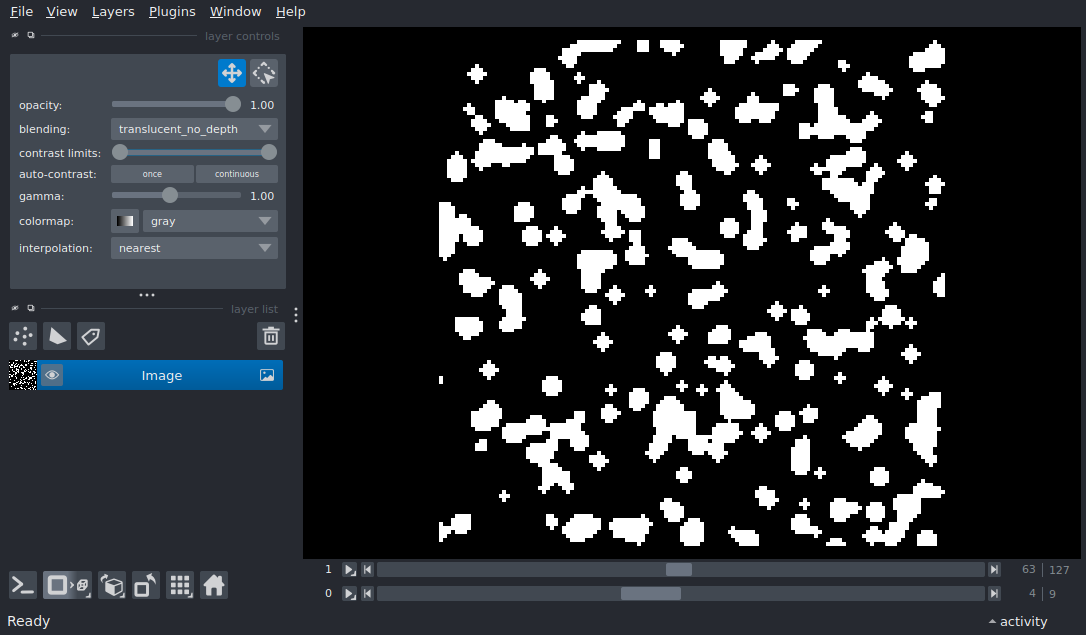 File View Layers Plugins Window Help
layer controls
opacity: 1.00
blending: translucent_no_depth
contrast limits:
auto-contrast: once continuous
gamma: 1.00
colormap: gray
interpolation: nearest
layer list
Image
1 63 127
0 4 9
Ready activity